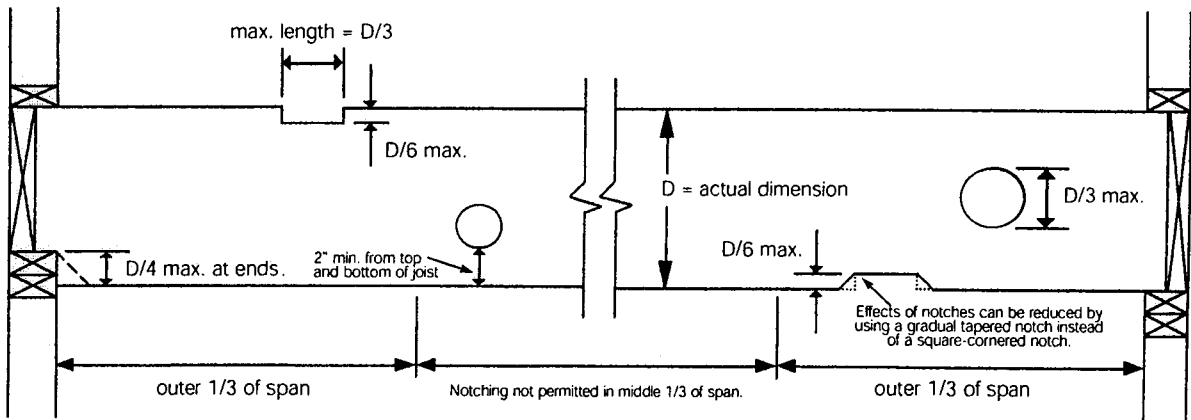 max. length = D/3
D/6 max.
D = actual dimension
D/3 max.
D/4 max. at ends.
2" min. from top
and bottom of joist
D/6 max.
Effects of notches can be reduced by
using a gradual tapered notch instead
of a square-cornered notch.
outer 1/3 of span
Notching not permitted in middle 1/3 of span.
outer 1/3 of span